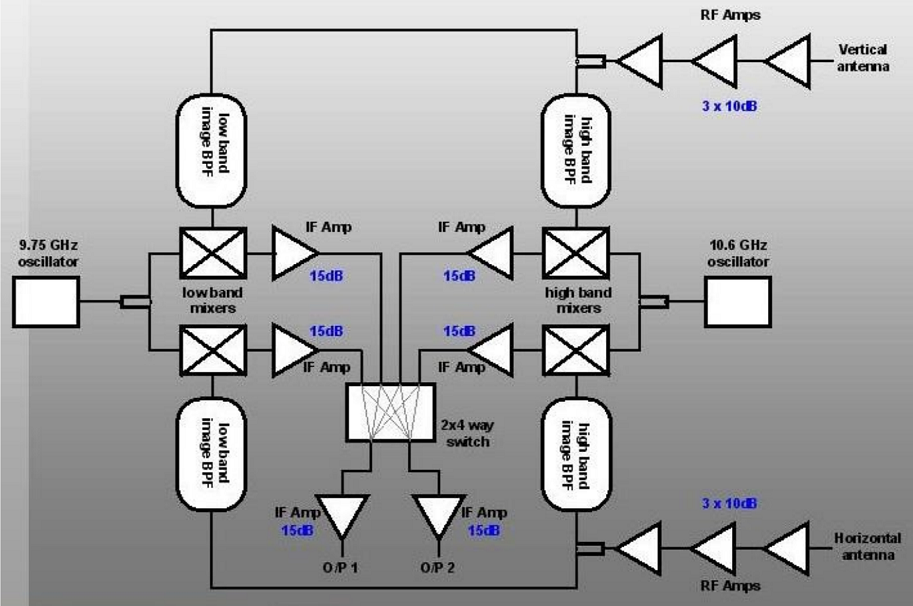 RF Amps
Vertical
antenna
3 x 10dB
low band
image BPF
high band
image BPF
IF Amp
IF Amp
9.75 GHz
oscillator
10.6 GHz
oscillator
15dB
15dB
low band
mixers
high band
mixers
15dB
15dB
IF Amp
IF Amp
2x4 way
switch
low band
image BPF
high band
image BPF
3 x 10dB
IF Amp
15dB
IF Amp
15dB
Horizontal
antenna
O/P 1
O/P 2
RF Amps